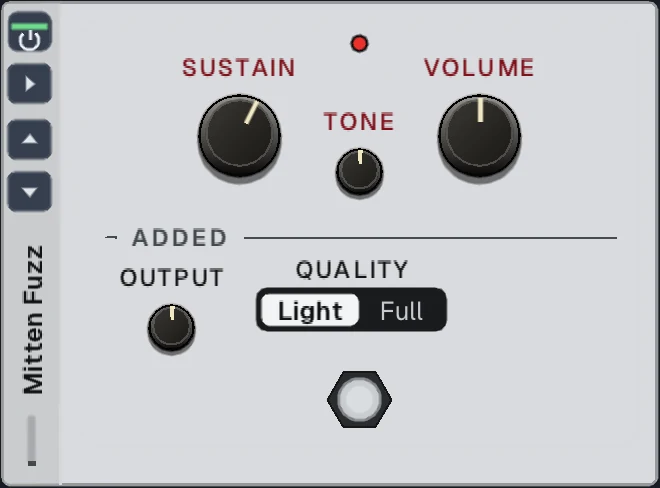 SUSTAIN
VOLUME
TONE
ADDED
OUTPUT
QUALITY
Light
Full
Mitten Fuzz